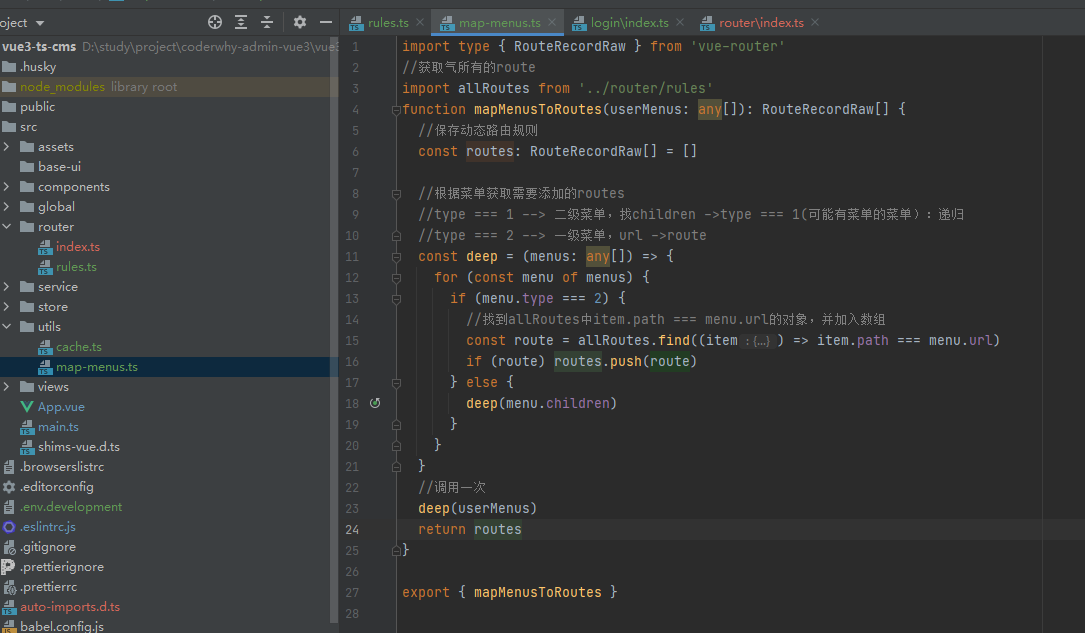 oject
rules.ts
map-menus.ts
login\index.ts
router\index.ts
vue3-ts-cms D:\study\project\coderwhy-admin-vue3\vue3
.husky
node_modules library root
public
src
assets
base-ui
components
global
router
index.ts
rules.ts
service
store
utils
cache.ts
map-menus.ts
views
App.vue
main.ts
shims-vue.d.ts
.browserslistrc
.editorconfig
.env.development
.eslintrc.js
.gitignore
.prettierignore
.prettierrc
auto-imports.d.ts
babel.config.js
1 import type { RouteRecordRaw } from 'vue-router'
2 //获取气所有的route
3 import allRoutes from '../router/rules'
4 function mapMenusToRoutes(userMenus: any[]): RouteRecordRaw[] {
5 //保存动态路由规则
6 const routes: RouteRecordRaw[] = []
7
8 //根据菜单获取需要添加的routes
9 //type === 1 --> 二级菜单，找children ->type === 1(可能有菜单的菜单）：递归
10 //type === 2 --> 一级菜单，url ->route
11 const deep = (menus: any[]) => {
12 for (const menu of menus) {
13 if (menu.type === 2) {
14 //找到allRoutes中item.path === menu.url的对象，并加入数组
15 const route = allRoutes.find((item :{...} ) => item.path === menu.url)
16 if (route) routes.push(route)
17 } else {
18 deep(menu.children)
19 }
20 }
21 }
22 //调用一次
23 deep(userMenus)
24 return routes
25 }
26
27 export { mapMenusToRoutes }
28